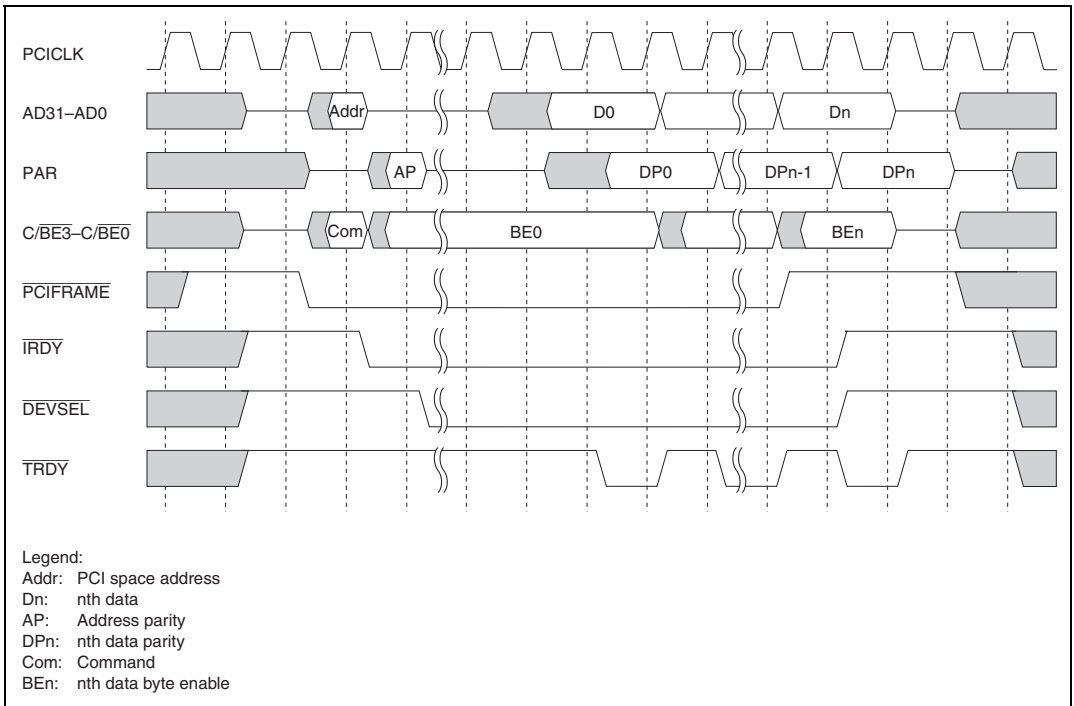 PCICLK
AD31–AD0 Addr D0 Dn
PAR AP DP0 DPn-1 DPn
C/BE3–C/BE0 Com BE0 BEn
PCIFRAME
IRDY
DEVSEL
TRDY
Legend:
Addr: PCI space address
Dn: nth data
AP: Address parity
DPn: nth data parity
Com: Command
BEn: nth data byte enable